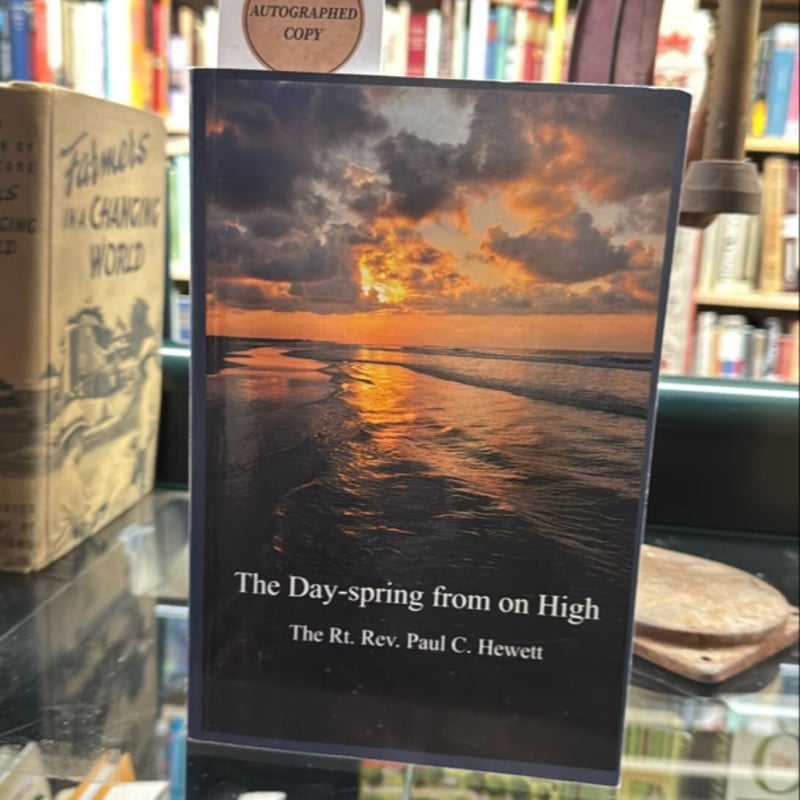 AUTOGRAPHED
COPY
Farmers
IN A CHANGING
WORLD
The Day-spring from on High
The Rt. Rev. Paul C. Hewett